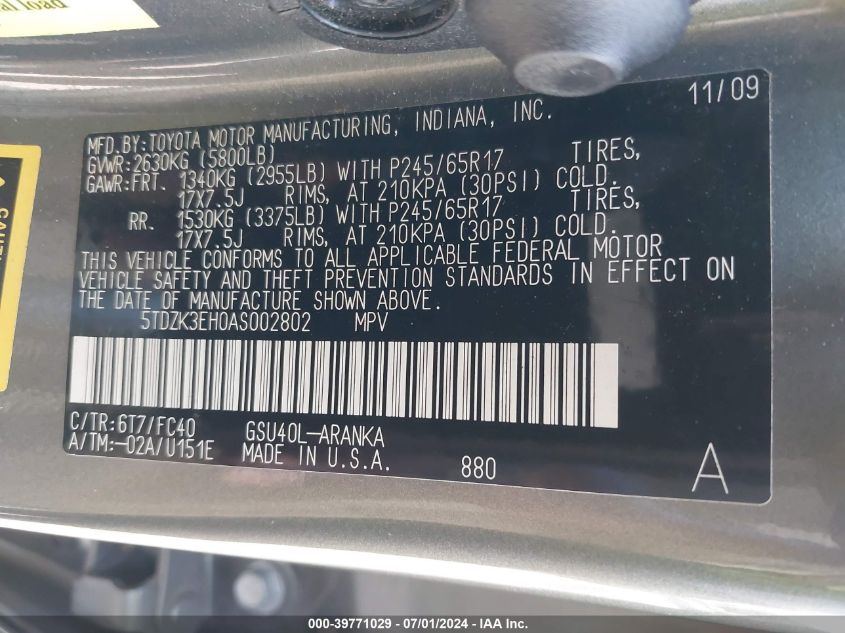 al load
11/09
MFD.BY:TOYOTA MOTOR MANUFACTURING, INDIANA, INC.
GVWR:2630KG (5800LB)
GAWR:FRT. 1340KG (2955LB) WITH P245/65R17 TIRES,
17X7.5J RIMS, AT 210KPA (30PSI) COLD.
RR. 1530KG (3375LB) WITH P245/65R17 TIRES,
17X7.5J RIMS, AT 210KPA (30PSI) COLD.
THIS VEHICLE CONFORMS TO ALL APPLICABLE FEDERAL MOTOR
VEHICLE SAFETY AND THEFT PREVENTION STANDARDS IN EFFECT ON
THE DATE OF MANUFACTURE SHOWN ABOVE.
5TDZK3EH0AS002802 MPV
C/TR:6T7/FC40 GSU40L-ARANKA
A/TM:-02A/U151E MADE IN U.S.A. 880 A
000-39771029 - 07/01/2024 - IAA Inc.